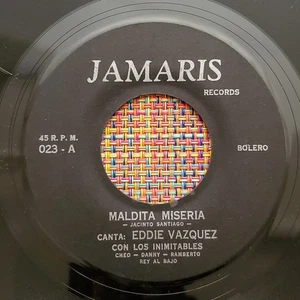 JAMARIS
RECORDS
45 R. P. M.
023 - A
BOLERO
MALDITA MISERIA
- JACINTO SANTIAGO -
CANTA: EDDIE VAZQUEZ
CON LOS INIMITABLES
CHEO - DANNY - RAMBERTO
REY AL BAJO